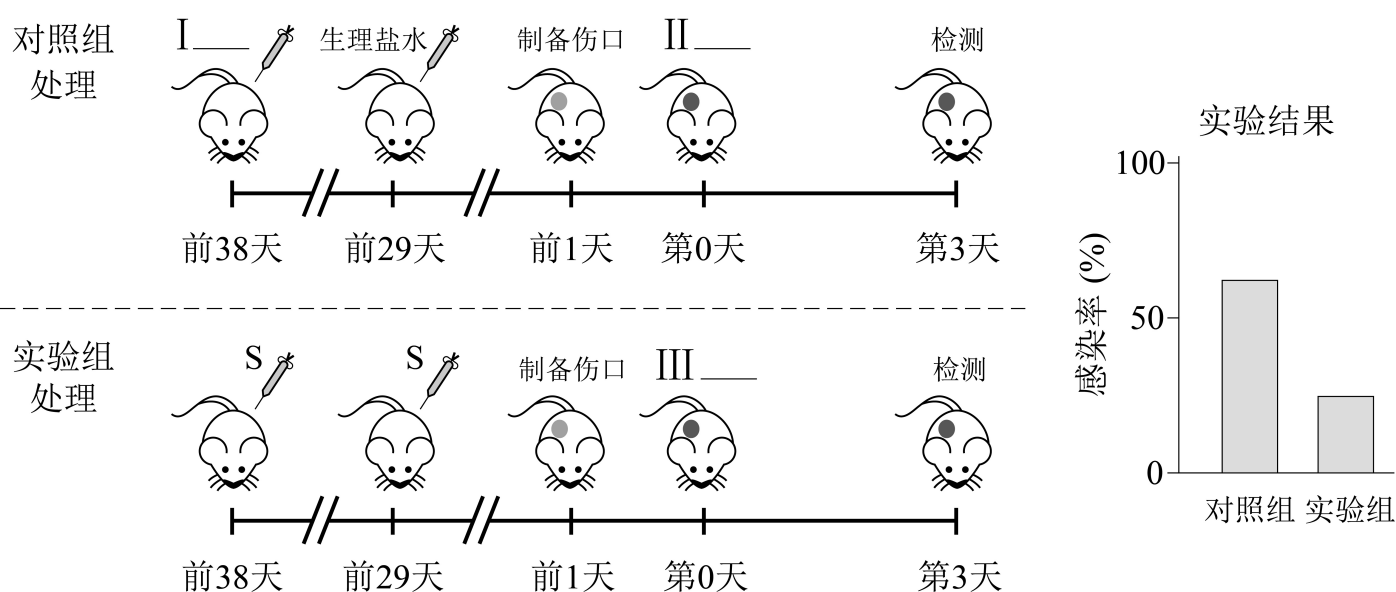 对照组
处理
I
生理盐水
制备伤口
II
检测
前38天
前29天
前1天
第0天
第3天
实验组
处理
S
S
制备伤口
III
检测
前38天
前29天
前1天
第0天
第3天
实验结果
感染率 (%)
100
50
0
对照组 实验组